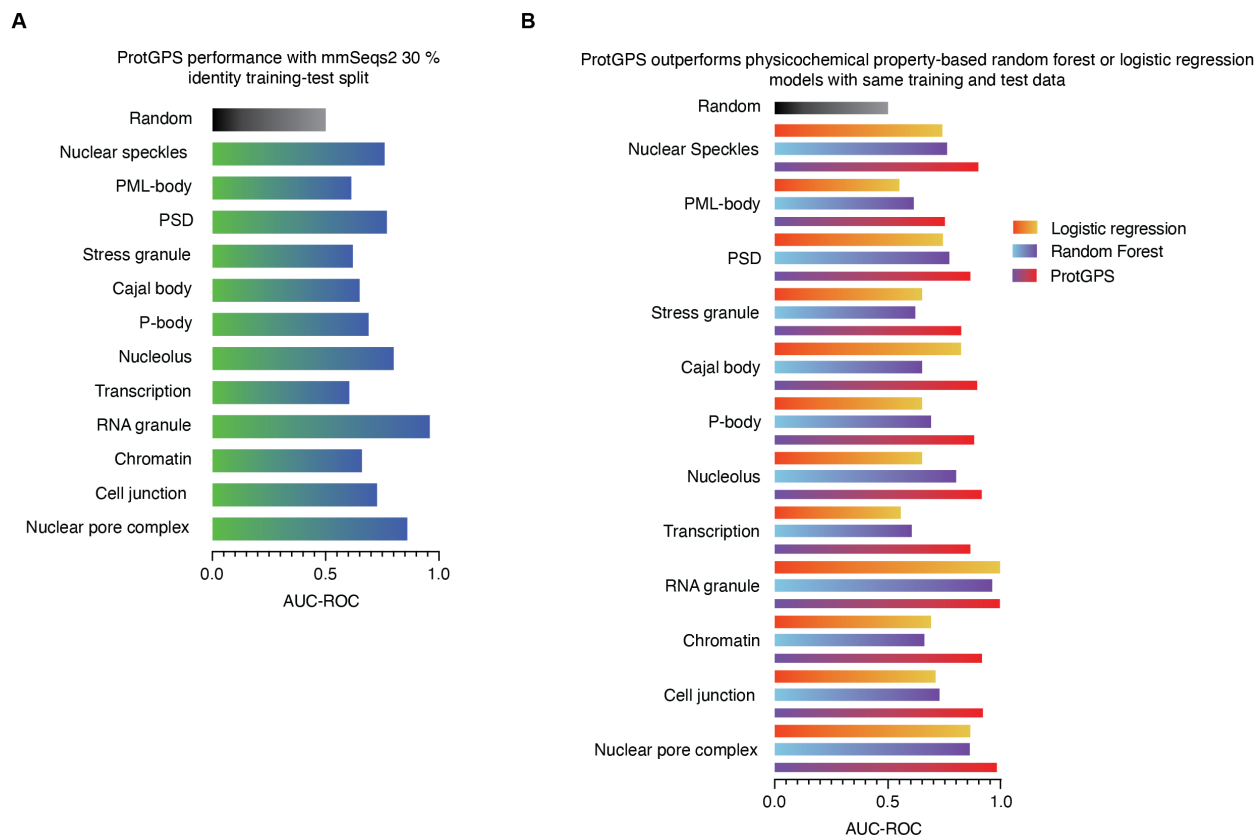 A
ProtGPS performance with mmSeqs2 30 %
identity training-test split
Random
Nuclear speckles
PML-body
PSD
Stress granule
Cajal body
P-body
Nucleolus
Transcription
RNA granule
Chromatin
Cell junction
Nuclear pore complex
0.0 0.5 1.0
AUC-ROC
B
ProtGPS outperforms physicochemical property-based random forest or logistic regression
models with same training and test data
Random
Nuclear Speckles
PML-body
PSD
Stress granule
Cajal body
P-body
Nucleolus
Transcription
RNA granule
Chromatin
Cell junction
Nuclear pore complex
0.0 0.5 1.0
AUC-ROC
Logistic regression
Random Forest
ProtGPS